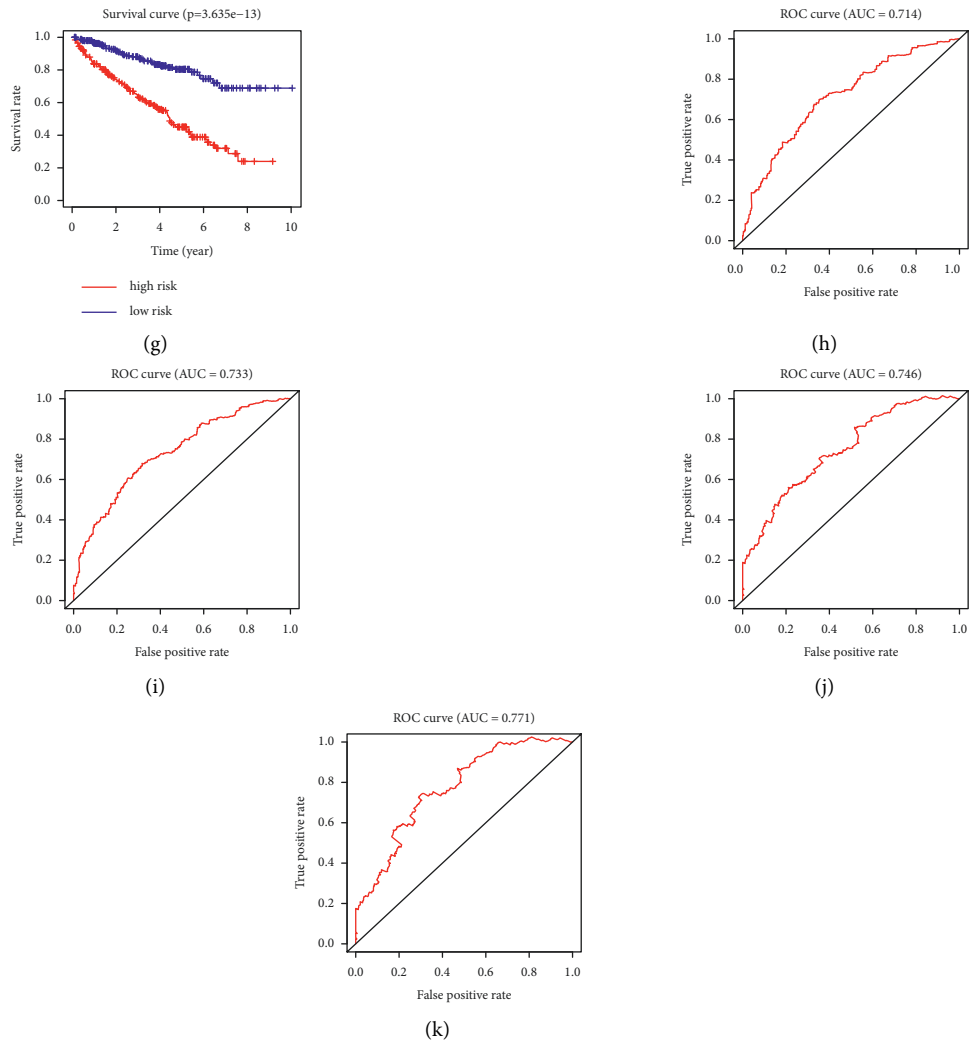 Survival curve (p=3.635e−13)
1.0
0.8
0.6
0.4
0.2
0.0
Survival rate
0 2 4 6 8 10
Time (year)
high risk
low risk
(g)
ROC curve (AUC = 0.714)
1.0
0.8
0.6
0.4
0.2
0.0
True positive rate
0.0 0.2 0.4 0.6 0.8 1.0
False positive rate
(h)
ROC curve (AUC = 0.733)
1.0
0.8
0.6
0.4
0.2
0.0
True positive rate
0.0 0.2 0.4 0.6 0.8 1.0
False positive rate
(i)
ROC curve (AUC = 0.746)
1.0
0.8
0.6
0.4
0.2
0.0
True positive rate
0.0 0.2 0.4 0.6 0.8 1.0
False positive rate
(j)
ROC curve (AUC = 0.771)
1.0
0.8
0.6
0.4
0.2
0.0
True positive rate
0.0 0.2 0.4 0.6 0.8 1.0
False positive rate
(k)